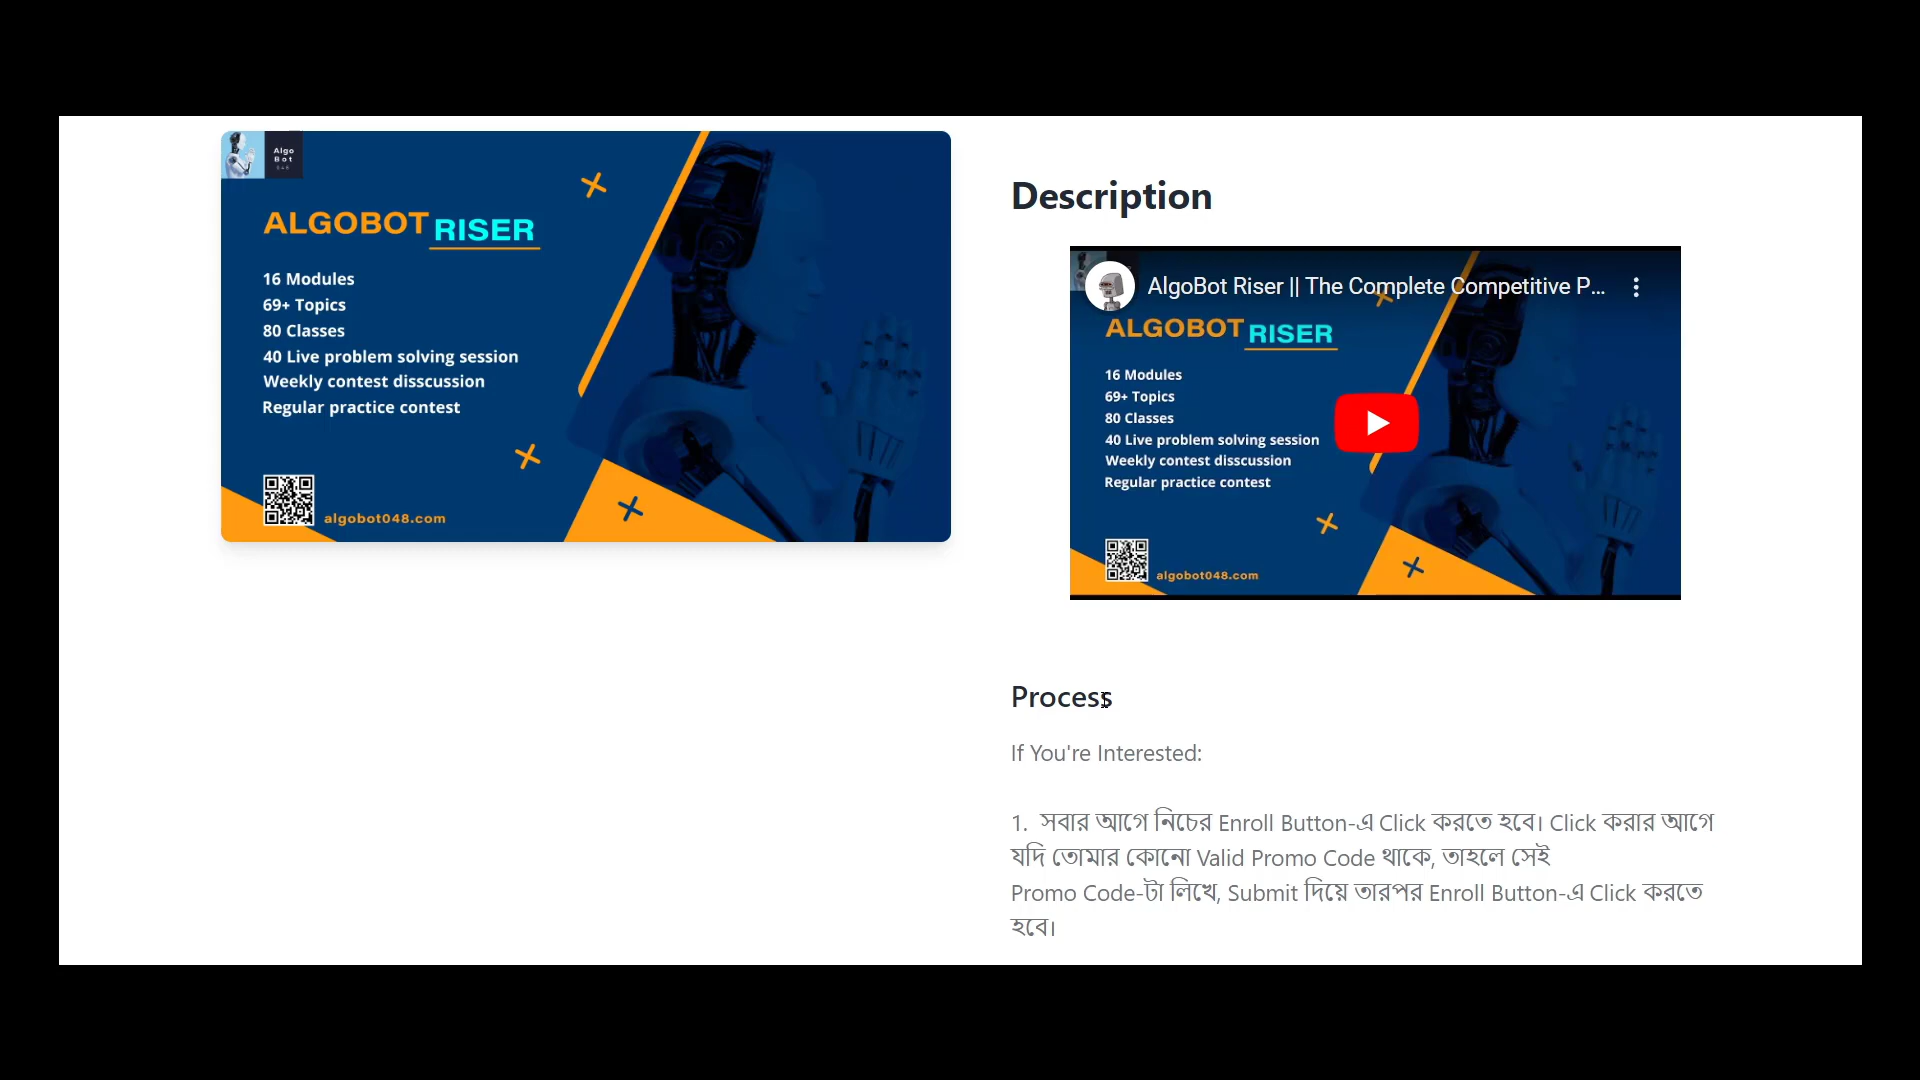 Algo
Bot
048
ALGOBOT RISER
16 Modules
69+ Topics
80 Classes
40 Live problem solving session
Weekly contest disscussion
Regular practice contest
algobot048.com
Description
AlgoBot Riser || The Complete Competitive P...
ALGOBOT RISER
16 Modules
69+ Topics
80 Classes
40 Live problem solving session
Weekly contest disscussion
Regular practice contest
algobot048.com
Process
If You're Interested:
1. সবার আগে নিচের Enroll Button-এ Click করতে হবে। Click করার আগে
যদি তোমার কোনো Valid Promo Code থাকে, তাহলে সেই
Promo Code-টা লিখে, Submit দিয়ে তারপর Enroll Button-এ Click করতে
হবে।